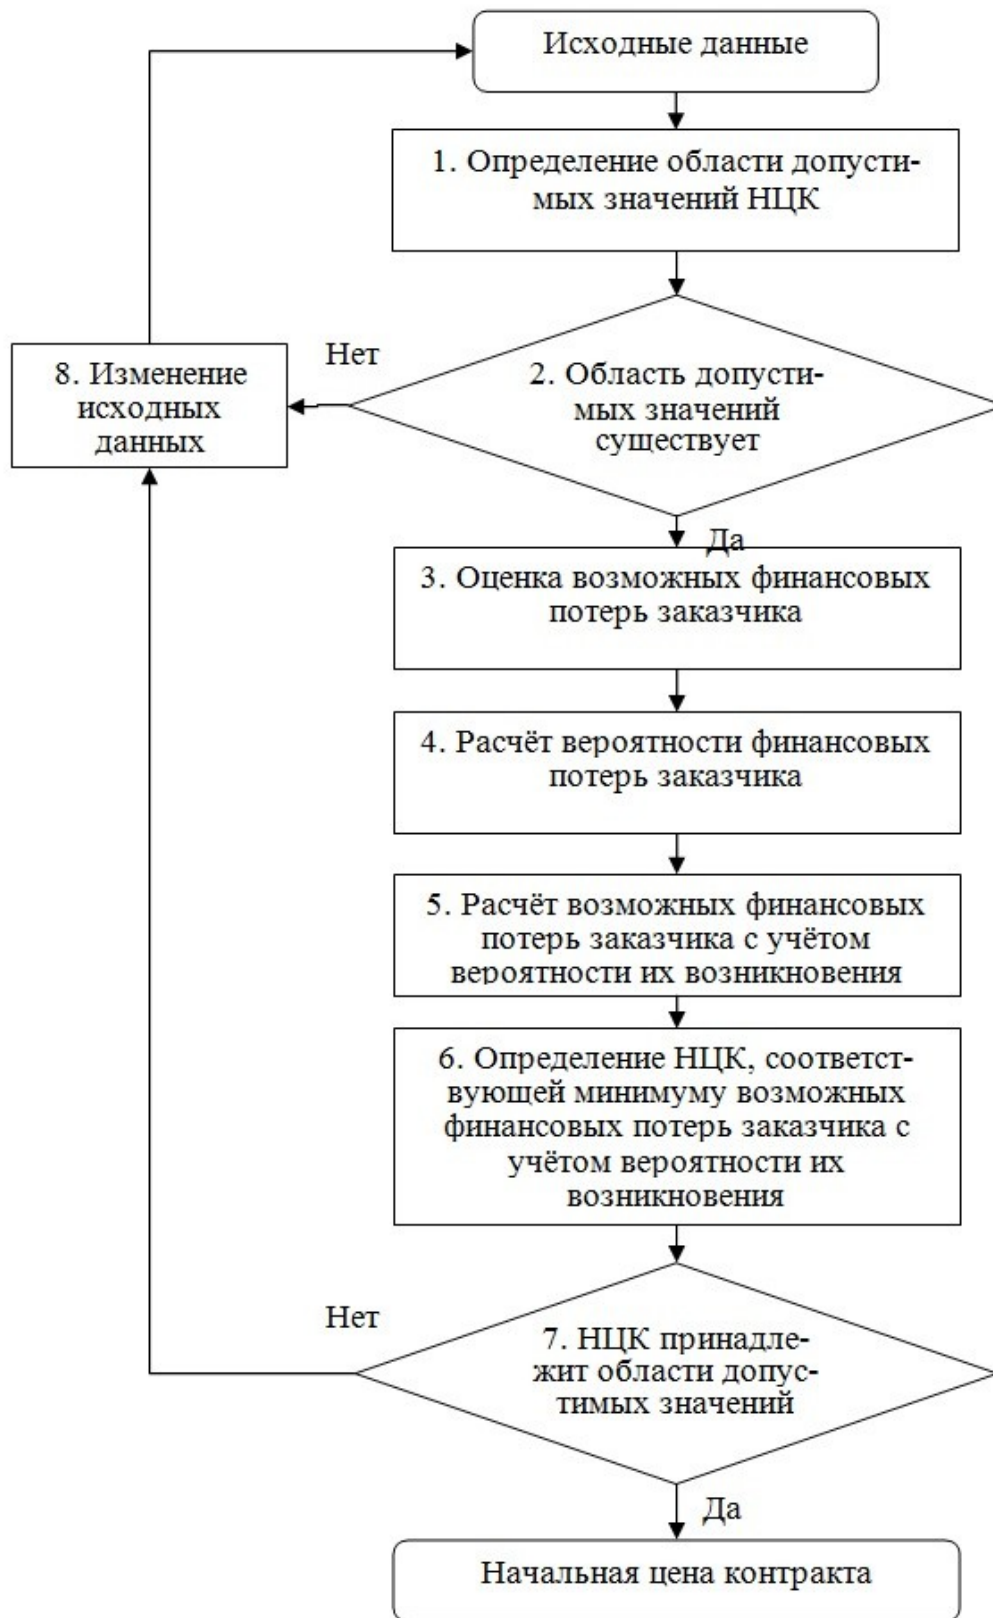 Исходные данные
1. Определение области допусти-
мых значений НЦК
Нет
8. Изменение
исходных
данных
2. Область допусти-
мых значений
существует
Да
3. Оценка возможных финансовых
потерь заказчика
4. Расчёт вероятности финансовых
потерь заказчика
5. Расчёт возможных финансовых
потерь заказчика с учётом
вероятности их возникновения
6. Определение НЦК, соответст-
вующей минимуму возможных
финансовых потерь заказчика с
учётом вероятности их
возникновения
Нет
7. НЦК принадле-
жит области допус-
тимых значений
Да
Начальная цена контракта